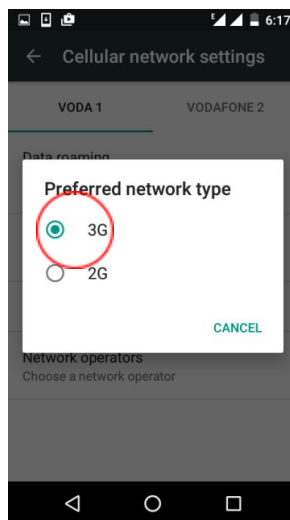 6:17
Cellular network settings
VODA 1 VODAFONE 2
Data roaming
Preferred network type
3G
2G
CANCEL
Network operators
Choose a network operator